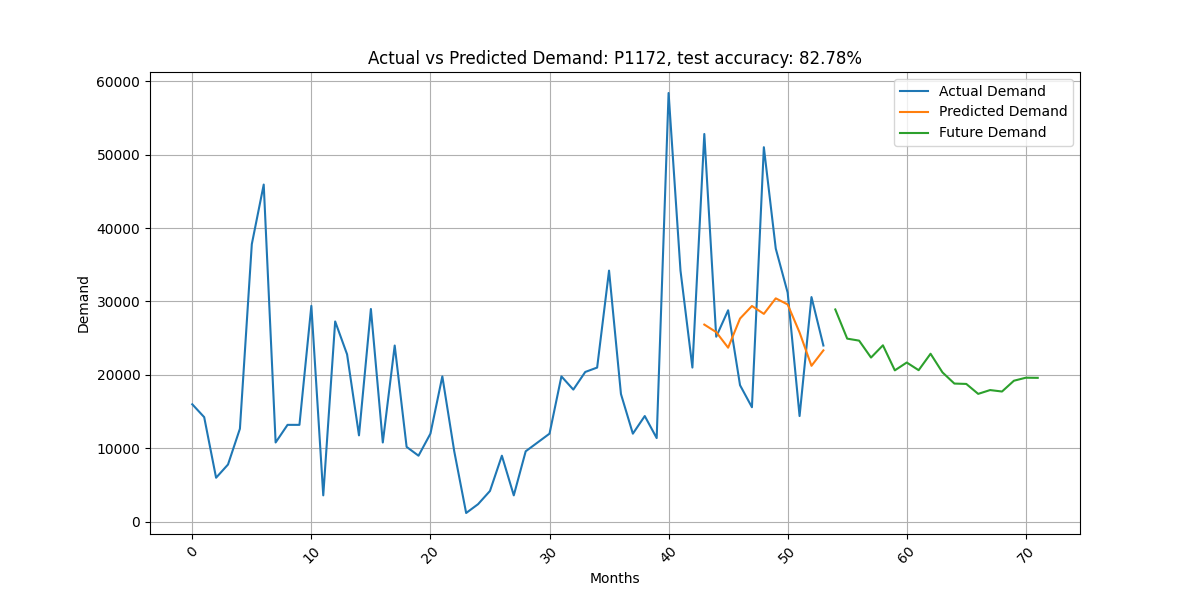 Actual vs Predicted Demand: P1172, test accuracy: 82.78%
Actual Demand
Predicted Demand
Future Demand
60000
50000
40000
30000
20000
10000
0
Demand
0 10 20 30 40 50 60 70
Months